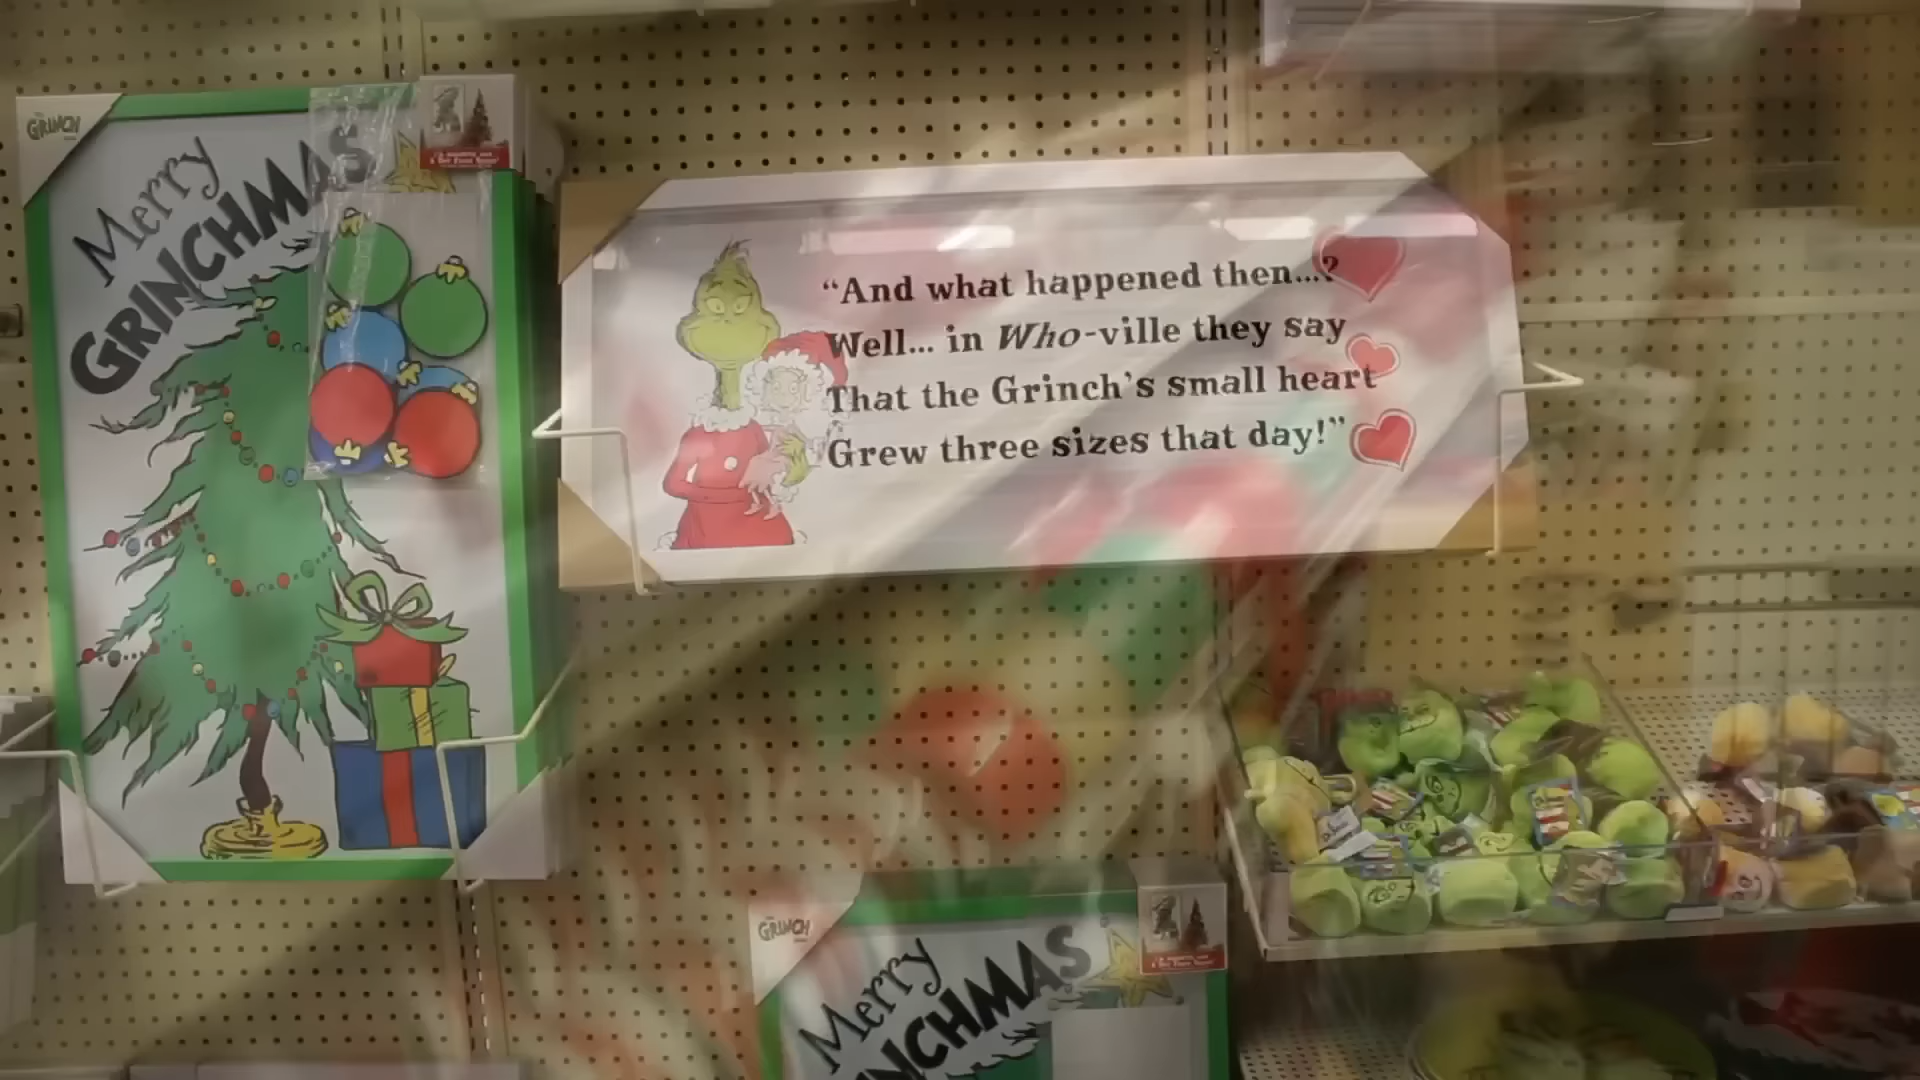 GRINCH
Merry
GRINCHMAS
“And what happened then...?
Well... in Who-ville they say
That the Grinch’s small heart
Grew three sizes that day!”
GRINCH
Merry
INCHMAS